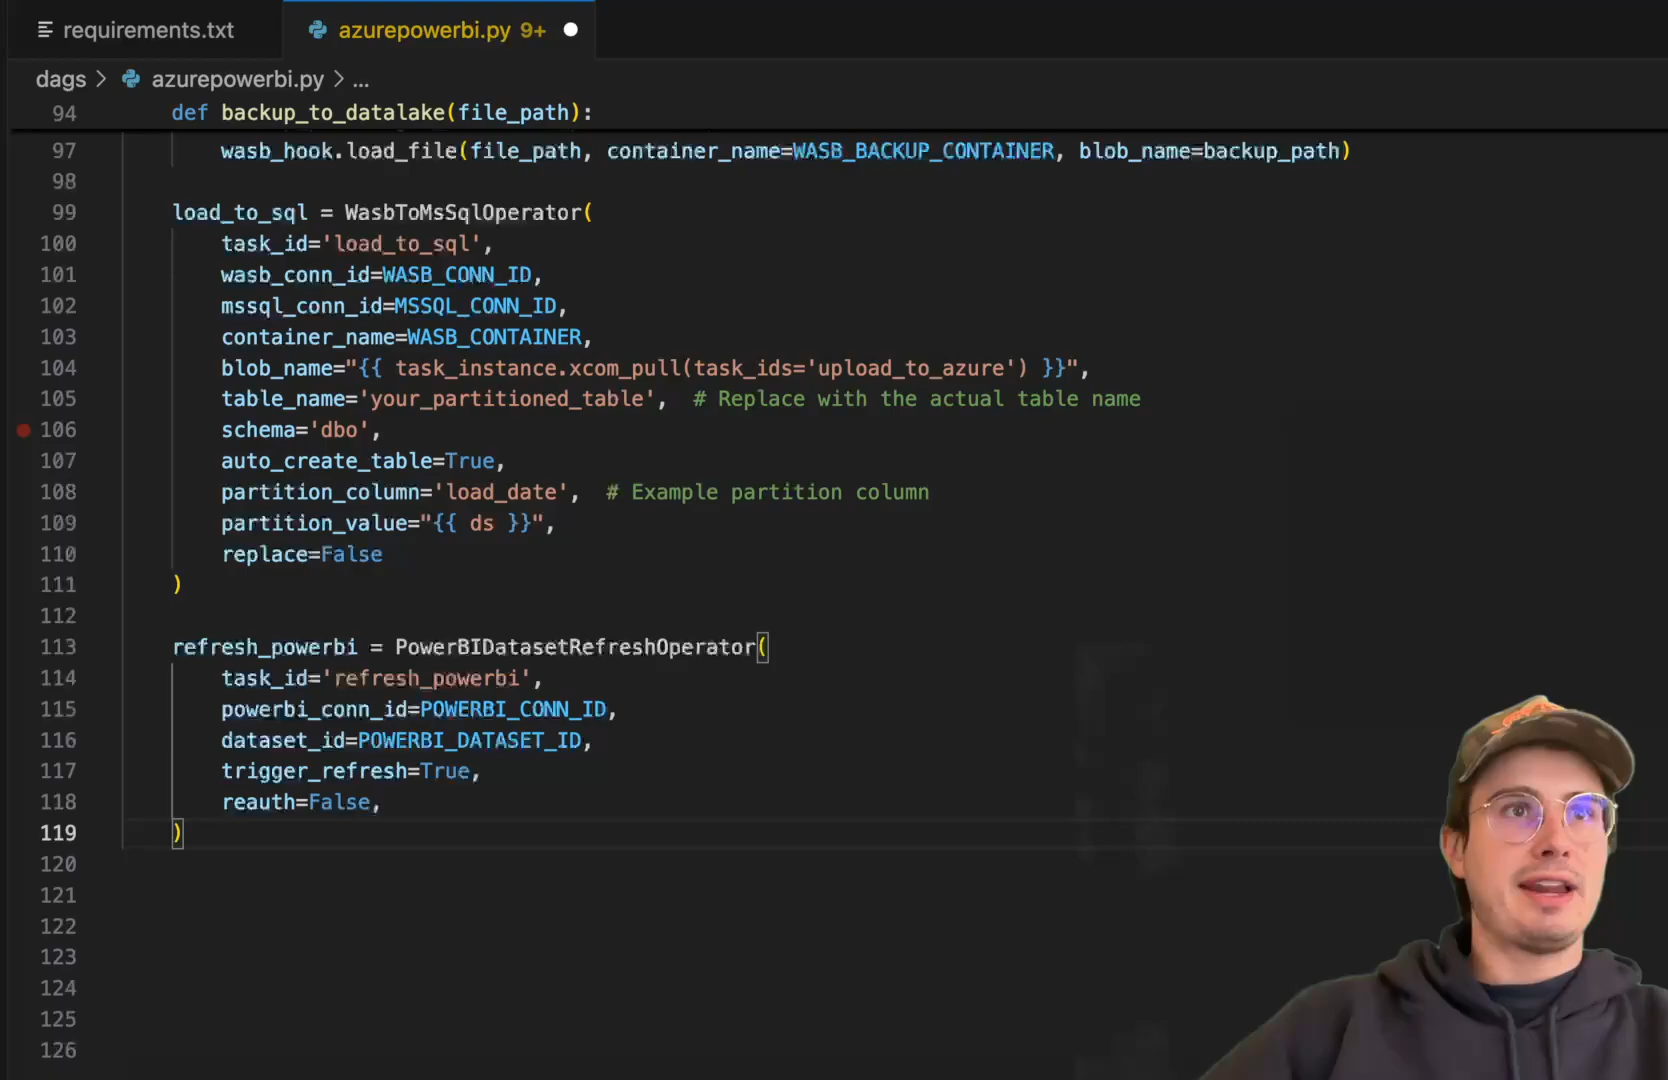 requirements.txt
azurepowerbi.py 9+
dags > azurepowerbi.py > ...
94 def backup_to_datalake(file_path):
97 wasb_hook.load_file(file_path, container_name=WASB_BACKUP_CONTAINER, blob_name=backup_path)
98
99 load_to_sql = WasbToMsSqlOperator(
100 task_id='load_to_sql',
101 wasb_conn_id=WASB_CONN_ID,
102 mssql_conn_id=MSSQL_CONN_ID,
103 container_name=WASB_CONTAINER,
104 blob_name="{{ task_instance.xcom_pull(task_ids='upload_to_azure') }}",
105 table_name='your_partitioned_table', # Replace with the actual table name
106 schema='dbo',
107 auto_create_table=True,
108 partition_column='load_date', # Example partition column
109 partition_value="{{ ds }}",
110 replace=False
111 )
112
113 refresh_powerbi = PowerBIDatasetRefreshOperator(
114 task_id='refresh_powerbi',
115 powerbi_conn_id=POWERBI_CONN_ID,
116 dataset_id=POWERBI_DATASET_ID,
117 trigger_refresh=True,
118 reauth=False,
119 )
120
121
122
123
124
125
126